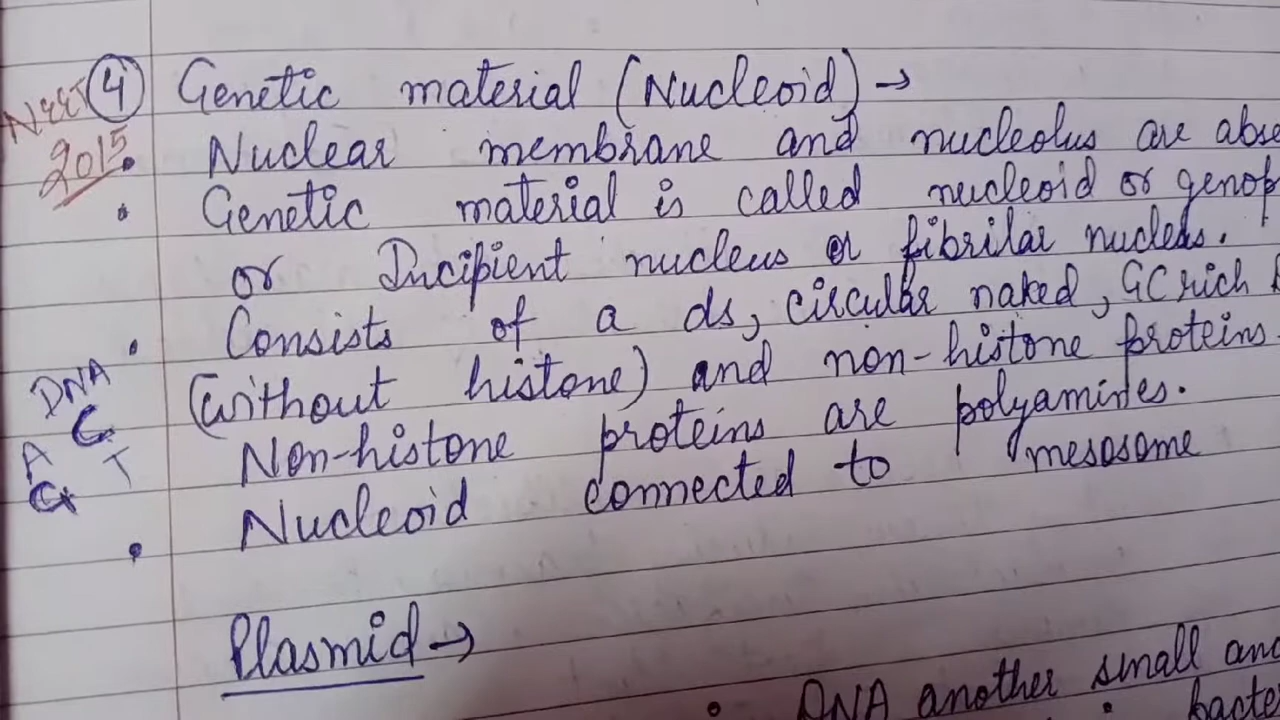 NEET
2015
④ Genetic material (Nucleoid) →
• Nuclear membrane and nucleolus are abse
• Genetic material is called nucleoid or genop
or Incipient nucleus or fibrilar nucleus.
• Consists of a ds, circular naked, GC rich
(without histone) and non-histone proteins.
Non-histone proteins are polyamines.
• Nucleoid connected to mesosome
DNA
A C
G T
Plasmid →
• DNA another small and
bacte